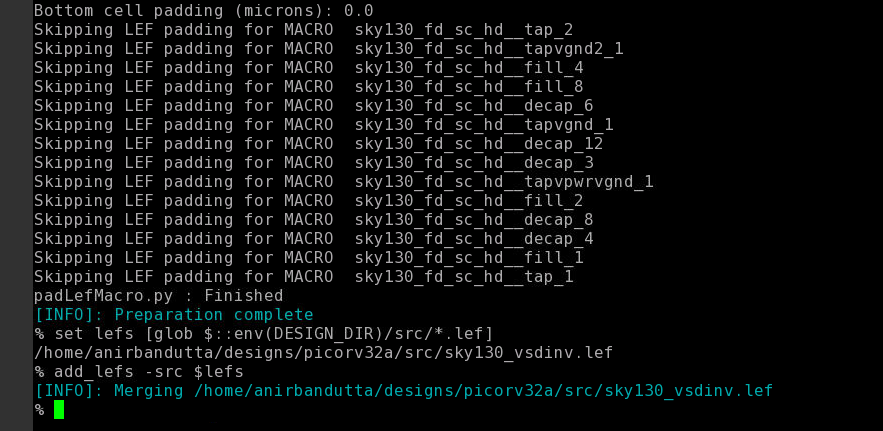 Bottom cell padding (microns): 0.0
Skipping LEF padding for MACRO  sky130_fd_sc_hd__tap_2
Skipping LEF padding for MACRO  sky130_fd_sc_hd__tapvgnd2_1
Skipping LEF padding for MACRO  sky130_fd_sc_hd__fill_4
Skipping LEF padding for MACRO  sky130_fd_sc_hd__fill_8
Skipping LEF padding for MACRO  sky130_fd_sc_hd__decap_6
Skipping LEF padding for MACRO  sky130_fd_sc_hd__tapvgnd_1
Skipping LEF padding for MACRO  sky130_fd_sc_hd__decap_12
Skipping LEF padding for MACRO  sky130_fd_sc_hd__decap_3
Skipping LEF padding for MACRO  sky130_fd_sc_hd__tapvpwrvgnd_1
Skipping LEF padding for MACRO  sky130_fd_sc_hd__fill_2
Skipping LEF padding for MACRO  sky130_fd_sc_hd__decap_8
Skipping LEF padding for MACRO  sky130_fd_sc_hd__decap_4
Skipping LEF padding for MACRO  sky130_fd_sc_hd__fill_1
Skipping LEF padding for MACRO  sky130_fd_sc_hd__tap_1
padLefMacro.py : Finished
[INFO]: Preparation complete
% set lefs [glob $::env(DESIGN_DIR)/src/*.lef]
/home/anirbandutta/designs/picorv32a/src/sky130_vsdinv.lef
% add_lefs -src $lefs
[INFO]: Merging /home/anirbandutta/designs/picorv32a/src/sky130_vsdinv.lef
%